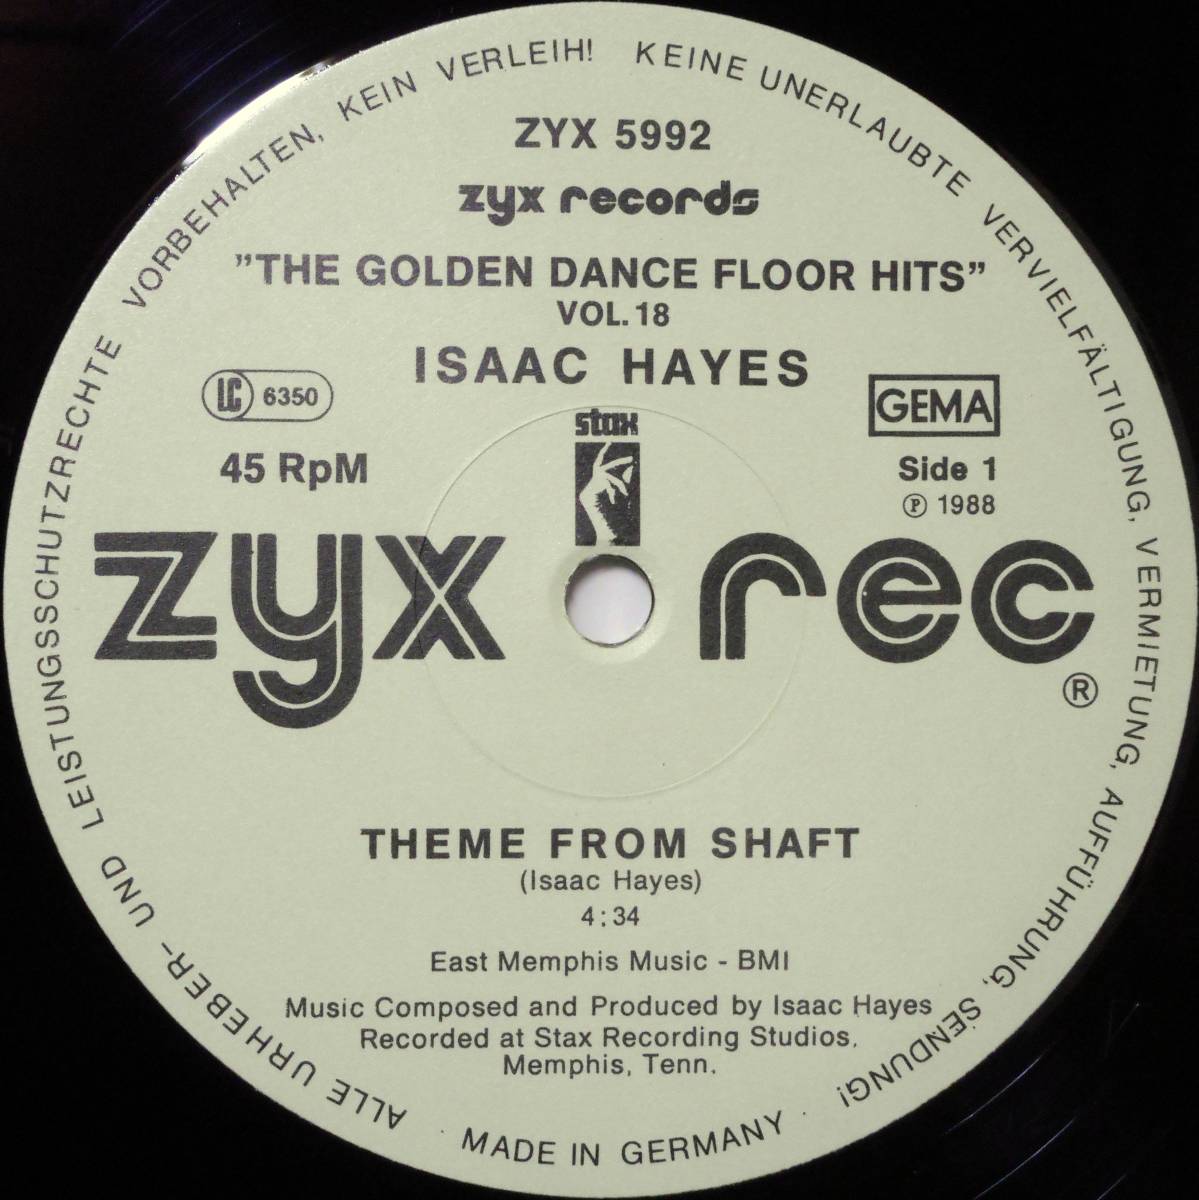 ALLE URHEBER- UND LEISTUNGSSCHUTZRECHTE VORBEHALTEN, KEIN VERLEIH! KEINE UNERLAUBTE VERVIELFÄLTIGUNG, VERMIETUNG, AUFFÜHRUNG, SENDUNG!
ZYX 5992
zyx records
"THE GOLDEN DANCE FLOOR HITS"
VOL. 18
ISAAC HAYES
LC 6350
stax
GEMA
45 RpM
Side 1
Ⓟ 1988
zyx rec ®
THEME FROM SHAFT
(Isaac Hayes)
4:34
East Memphis Music - BMI
Music Composed and Produced by Isaac Hayes
Recorded at Stax Recording Studios,
Memphis, Tenn.
· MADE IN GERMANY ·